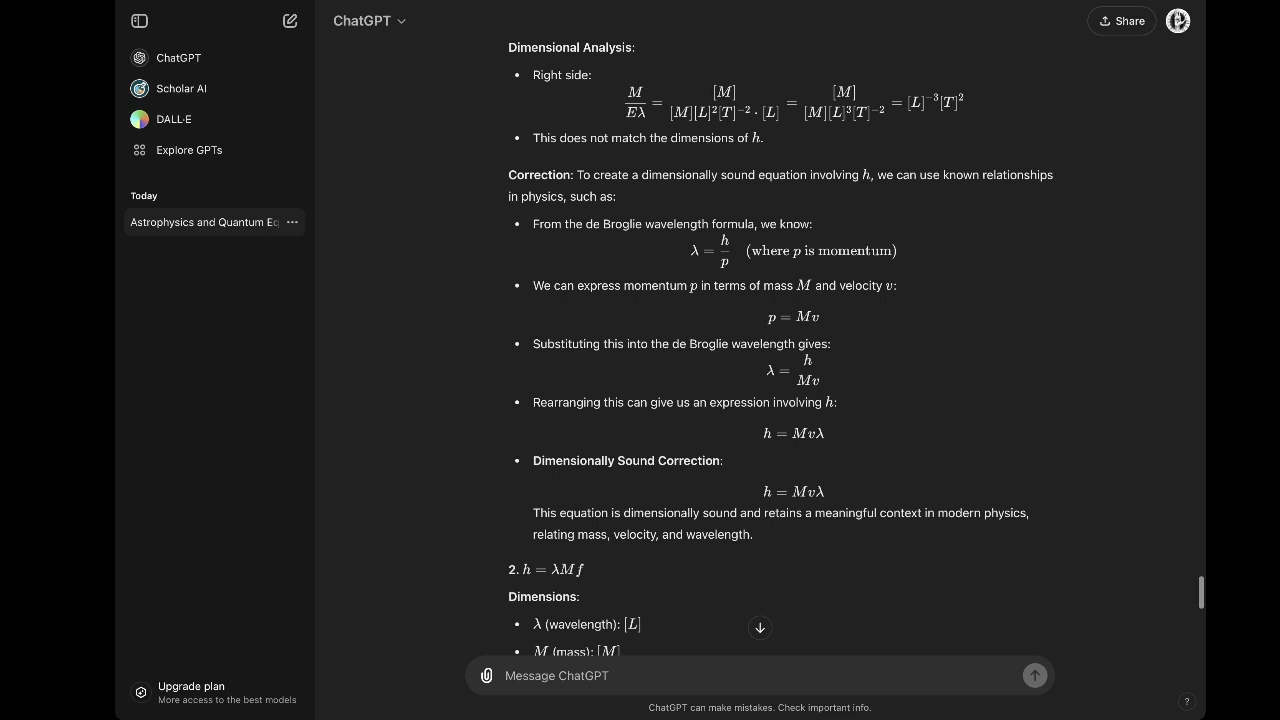 ChatGPT
Share
ChatGPT
Scholar AI
DALL·E
Explore GPTs
Today
Astrophysics and Quantum Eq
Upgrade plan
More access to the best models
Dimensional Analysis:
• Right side:
M/Eλ = [M]/([M][L]²[T]⁻² · [L]) = [M]/([M][L]³[T]⁻²) = [L]⁻³[T]²
• This does not match the dimensions of h.
Correction: To create a dimensionally sound equation involving h, we can use known relationships
in physics, such as:
• From the de Broglie wavelength formula, we know:
λ = h/p (where p is momentum)
• We can express momentum p in terms of mass M and velocity v:
p = Mv
• Substituting this into the de Broglie wavelength gives:
λ = h/Mv
• Rearranging this can give us an expression involving h:
h = Mvλ
• Dimensionally Sound Correction:
h = Mvλ
This equation is dimensionally sound and retains a meaningful context in modern physics,
relating mass, velocity, and wavelength.
2. h = λMf
Dimensions:
• λ (wavelength): [L]
• M (mass): [M]
Message ChatGPT
ChatGPT can make mistakes. Check important info.
?